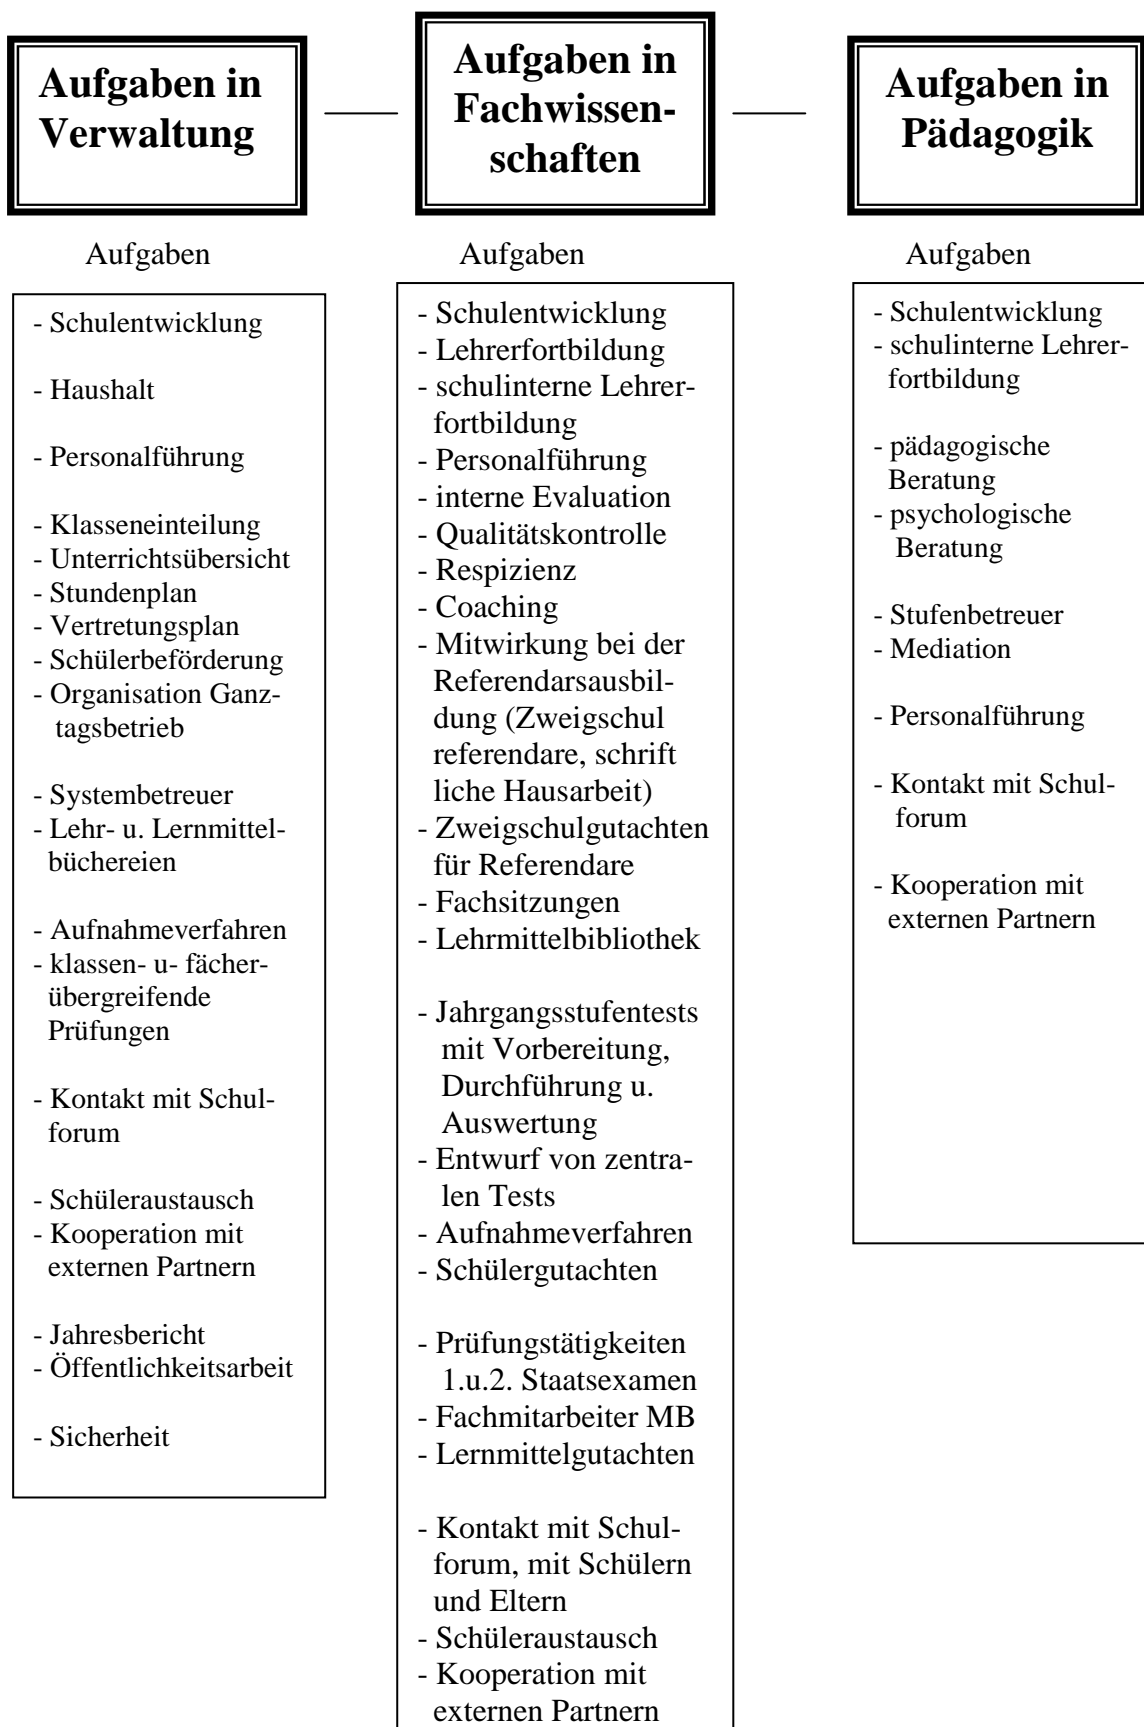 Aufgaben in
Verwaltung
Aufgaben in
Fachwissen-
schaften
Aufgaben in
Pädagogik
Aufgaben
- Schulentwicklung
- Haushalt
- Personalführung
- Klasseneinteilung
- Unterrichtsübersicht
- Stundenplan
- Vertretungsplan
- Schülerbeförderung
- Organisation Ganz-
tagsbetrieb
- Systembetreuer
- Lehr- u. Lernmittel-
büchereien
- Aufnahmeverfahren
- klassen- u- fächer-
übergreifende
Prüfungen
- Kontakt mit Schul-
forum
- Schüleraustausch
- Kooperation mit
externen Partnern
- Jahresbericht
- Öffentlichkeitsarbeit
- Sicherheit
Aufgaben
- Schulentwicklung
- Lehrerfortbildung
- schulinterne Lehrer-
fortbildung
- Personalführung
- interne Evaluation
- Qualitätskontrolle
- Respizienz
- Coaching
- Mitwirkung bei der
Referendarsausbil-
dung (Zweigschul
referendare, schrift
liche Hausarbeit)
- Zweigschulgutachten
für Referendare
- Fachsitzungen
- Lehrmittelbibliothek
- Jahrgangsstufentests
mit Vorbereitung,
Durchführung u.
Auswertung
- Entwurf von zentra-
len Tests
- Aufnahmeverfahren
- Schülergutachten
- Prüfungstätigkeiten
1.u.2. Staatsexamen
- Fachmitarbeiter MB
- Lernmittelgutachten
- Kontakt mit Schul-
forum, mit Schülern
und Eltern
- Schüleraustausch
- Kooperation mit
externen Partnern
Aufgaben
- Schulentwicklung
- schulinterne Lehrer-
fortbildung
- pädagogische
Beratung
- psychologische
Beratung
- Stufenbetreuer
- Mediation
- Personalführung
- Kontakt mit Schul-
forum
- Kooperation mit
externen Partnern